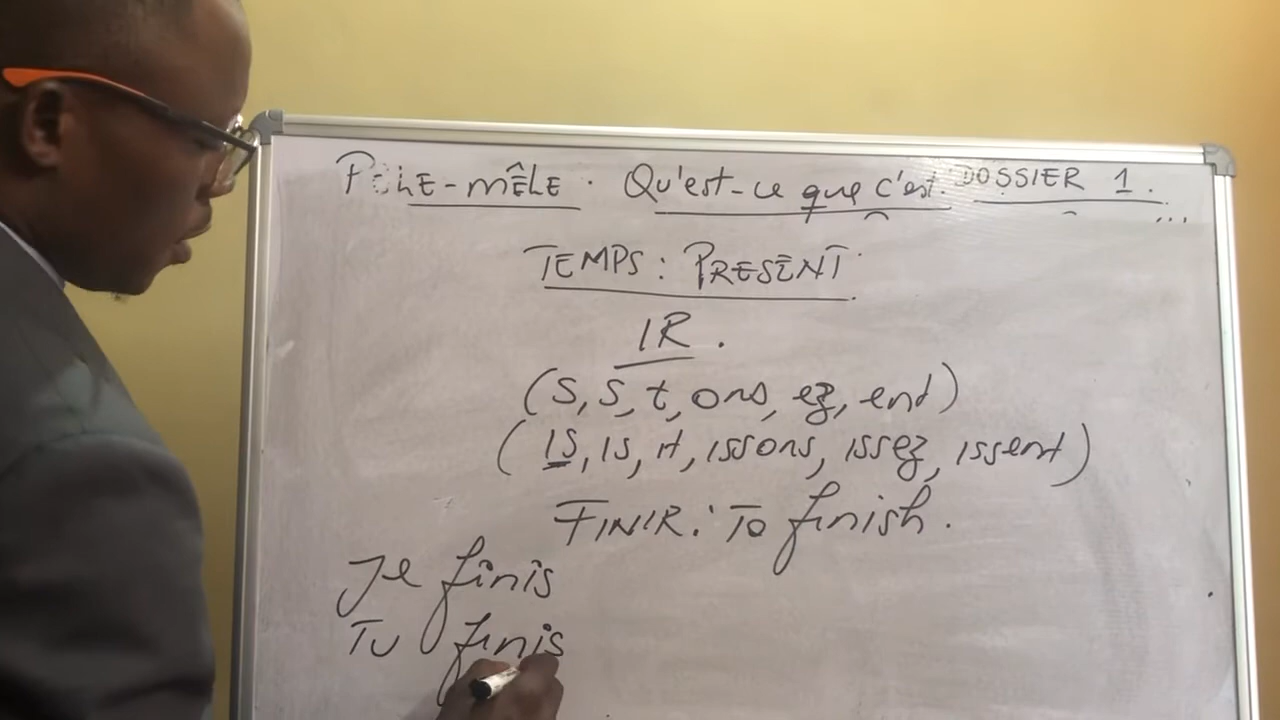 PÊLE-MÊLE. Qu'est-ce que c'est. DOSSIER 1. ...
TEMPS: PRESENT.
IR.
(s, s, t, ons, ez, ent)
(is, is, it, issons, issez, issent)
FINIR: To finish.
Je finis
Tu finis